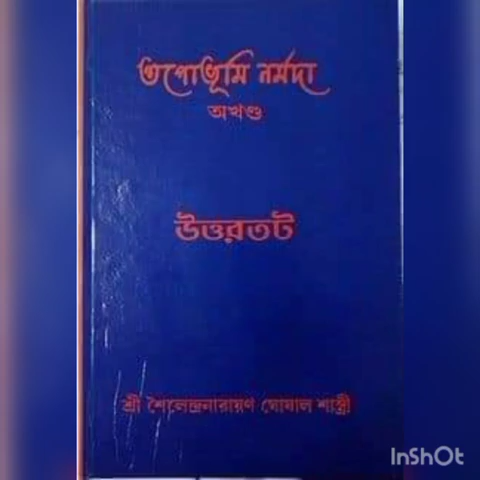 তপোভূমি নর্মদা
অখণ্ড
উত্তরতট
শ্রী শৈলেন্দ্রনারায়ণ ঘোষাল শাস্ত্রী
InShOt